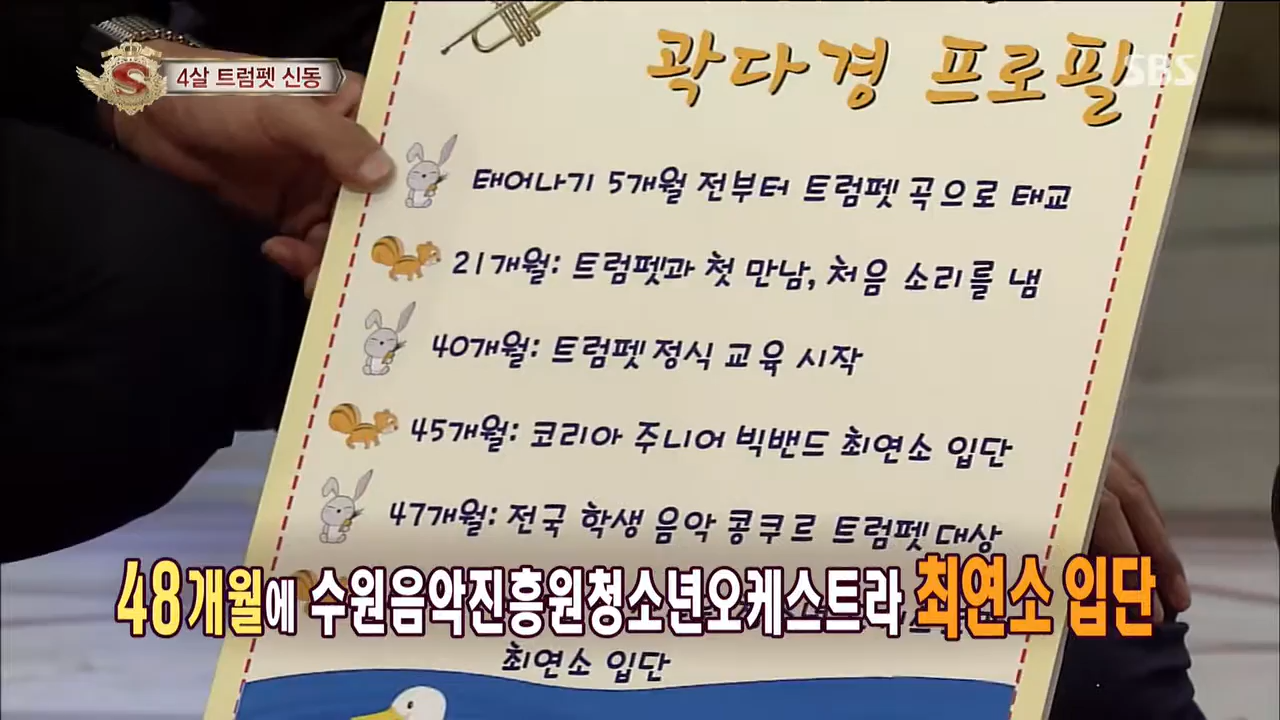 S 4살 트럼펫 신동
SBS
곽다경 프로필
태어나기 5개월 전부터 트럼펫 곡으로 태교
21개월: 트럼펫과 첫 만남, 처음 소리를 냄
40개월: 트럼펫 정식 교육 시작
45개월: 코리아 주니어 빅밴드 최연소 입단
47개월: 전국 학생 음악 콩쿠르 트럼펫 대상
48개월에 수원음악진흥원청소년오케스트라 최연소 입단
최연소 입단